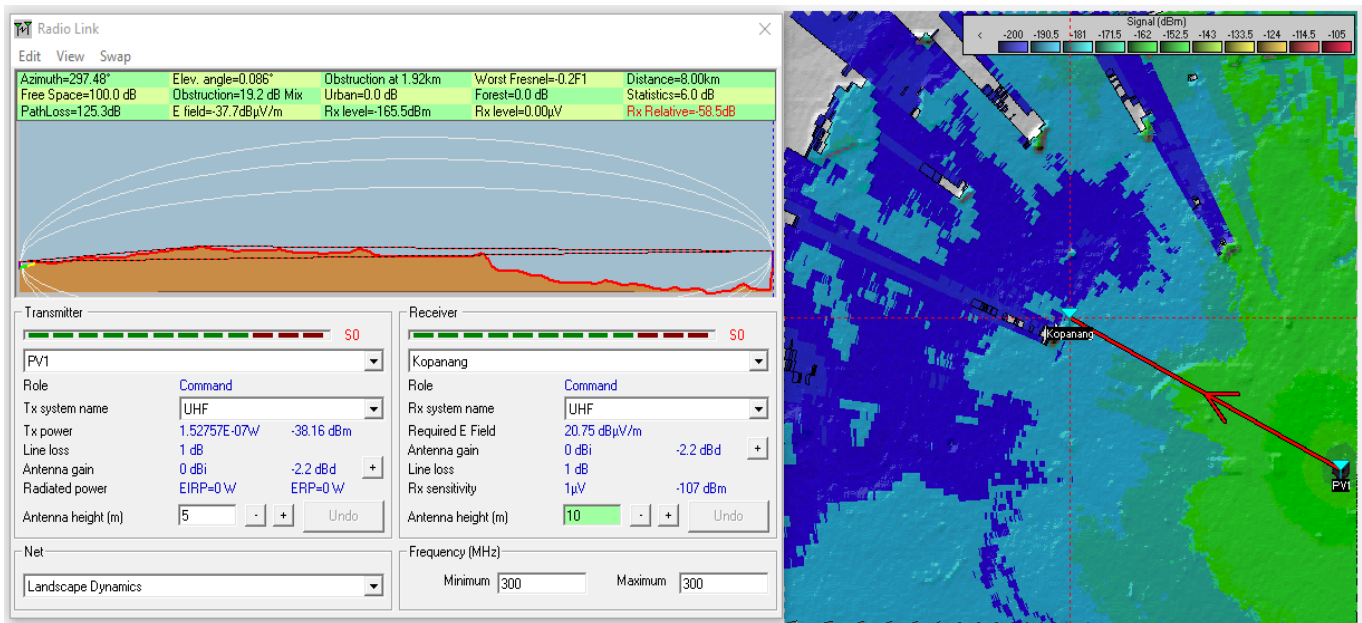 Radio Link
Edit View Swap
Azimuth=297.48° Elev. angle=0.086° Obstruction at 1.92km Worst Fresnel=-0.2F1 Distance=8.00km
Free Space=100.0 dB Obstruction=19.2 dB Mix Urban=0.0 dB Forest=0.0 dB Statistics=6.0 dB
PathLoss=125.3dB E field=-37.7dBµV/m Rx level=-165.5dBm Rx level=0.00µV Rx Relative=-58.5dB
Transmitter
S0
PV1
Role Command
Tx system name UHF
Tx power 1.52757E-07W -38.16 dBm
Line loss 1 dB
Antenna gain 0 dBi -2.2 dBd +
Radiated power EIRP=0 W ERP=0 W
Antenna height (m) 5 - + Undo
Net
Landscape Dynamics
Receiver
S0
Kopanang
Role Command
Rx system name UHF
Required E Field 20.75 dBµV/m
Antenna gain 0 dBi -2.2 dBd +
Line loss 1 dB
Rx sensitivity 1µV -107 dBm
Antenna height (m) 10 - + Undo
Frequency (MHz)
Minimum 300 Maximum 300
Signal (dBm)
< -200 -190.5 -181 -171.5 -162 -152.5 -143 -133.5 -124 -114.5 -105
Kopanang
PV1